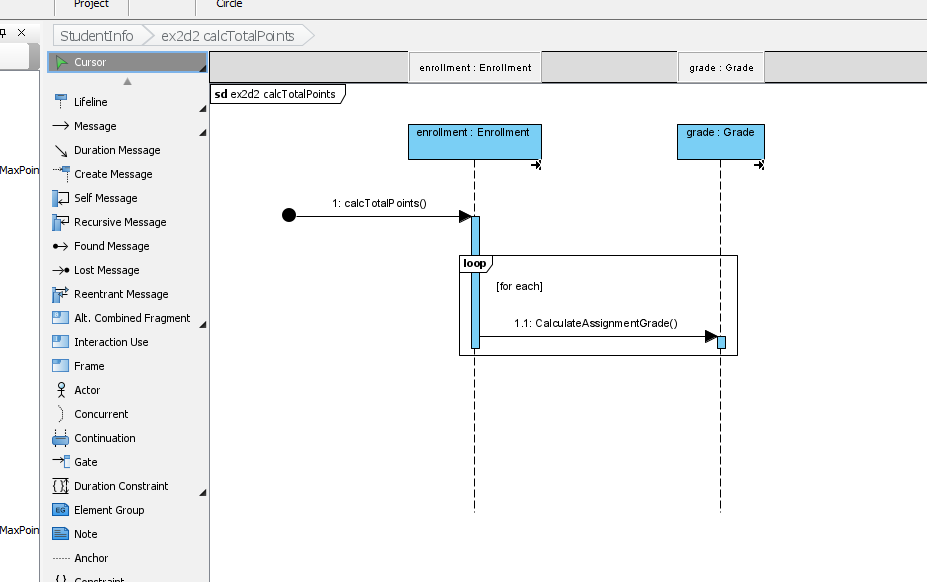 Project
Circle
StudentInfo
ex2d2 calcTotalPoints
Cursor
Lifeline
Message
Duration Message
Create Message
Self Message
Recursive Message
Found Message
Lost Message
Reentrant Message
Alt. Combined Fragment
Interaction Use
Frame
Actor
Concurrent
Continuation
Gate
Duration Constraint
EG Element Group
Note
Anchor
{} Constraint
MaxPoin
MaxPoin
enrollment : Enrollment
grade : Grade
sd ex2d2 calcTotalPoints
enrollment : Enrollment
grade : Grade
1: calcTotalPoints()
loop
[for each]
1.1: CalculateAssignmentGrade()